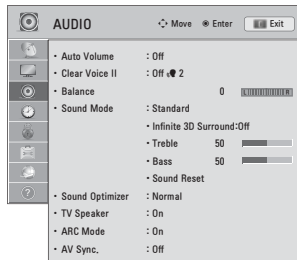 AUDIO Move Enter Exit
• Auto Volume : Off
• Clear Voice II : Off 2
• Balance 0 L R
• Sound Mode : Standard
• Infinite 3D Surround:Off
• Treble 50
• Bass 50
• Sound Reset
• Sound Optimizer : Normal
• TV Speaker : On
• ARC Mode : On
• AV Sync. : Off
?